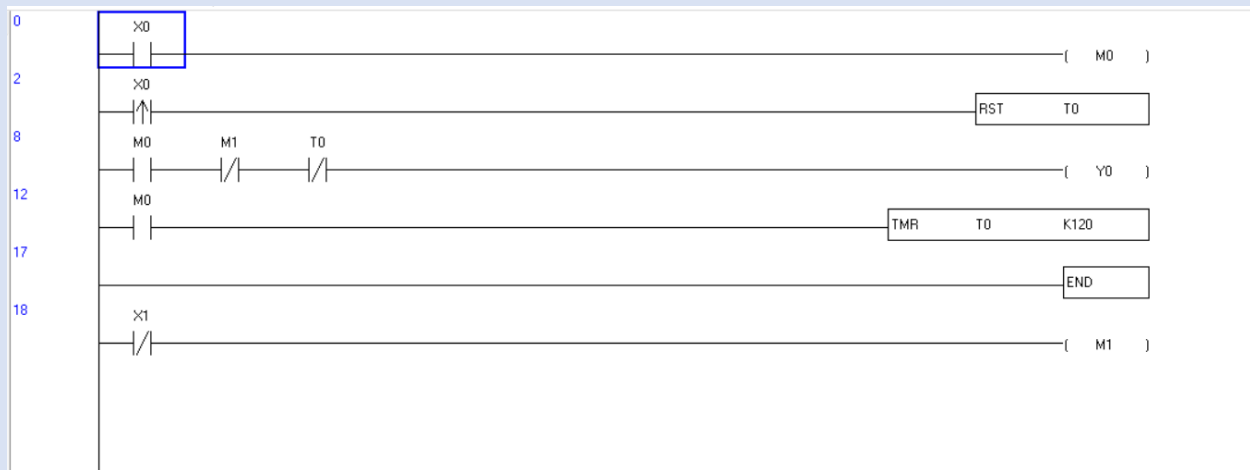 0
X0
( M0 )
2
X0
RST T0
8
M0 M1 T0
( Y0 )
12
M0
TMR T0 K120
17
END
18
X1
( M1 )